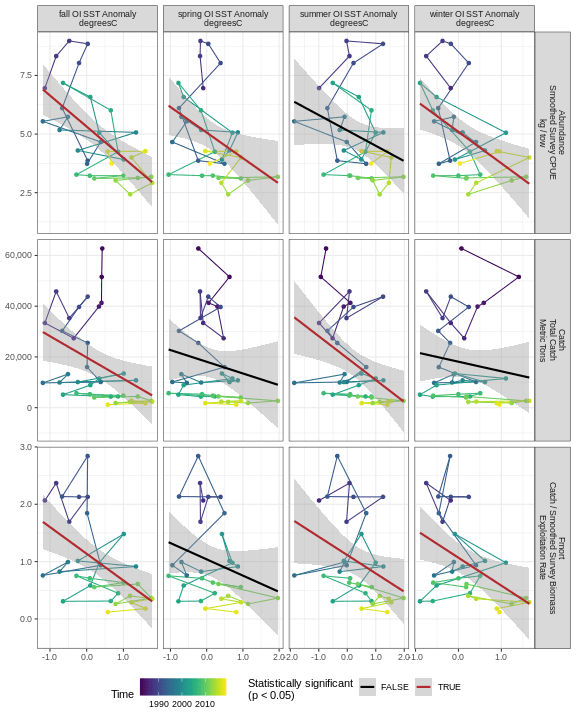 fall OI SST Anomaly
degreesC
spring OI SST Anomaly
degreesC
summer OI SST Anomaly
degreesC
winter OI SST Anomaly
degreesC
7.5
5.0
2.5
Abundance
Smoothed Survey CPUE
kg / tow
60,000
40,000
20,000
0
Catch
Total Catch
Metric Tons
3.0
2.0
1.0
0.0
Fmort
Catch / Smoothed Survey Biomass
Exploitation Rate
-1.0 0.0 1.0
-1.0 0.0 1.0 2.0
-2.0 -1.0 0.0 1.0 2.0
-1.0 0.0 1.0
Time
1990 2000 2010
Statistically significant
(p < 0.05)
FALSE
TRUE